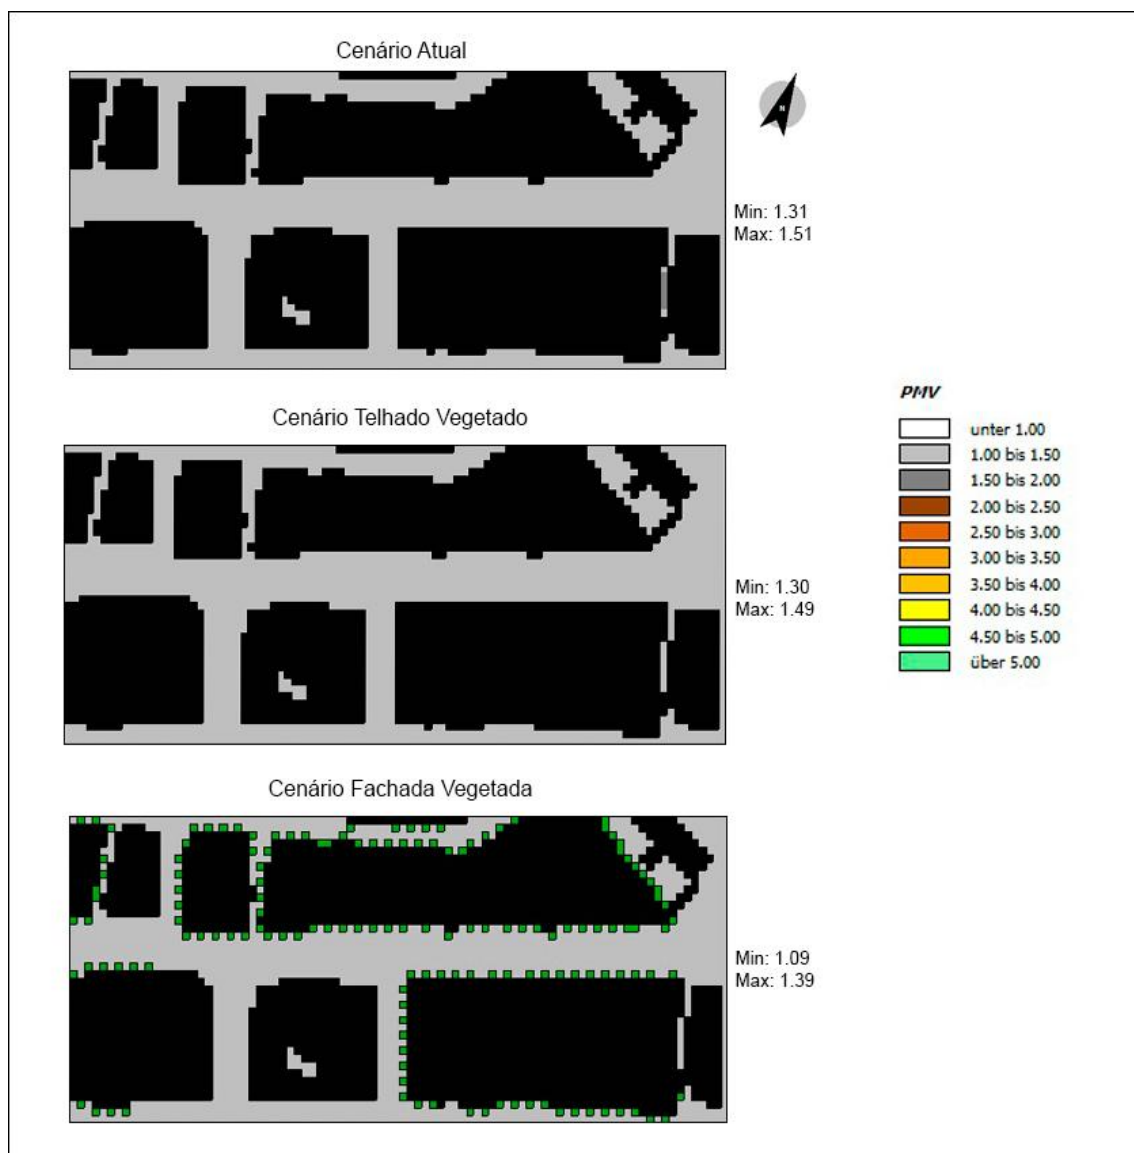 Cenário Atual
N
Min: 1.31
Max: 1.51
Cenário Telhado Vegetado
Min: 1.30
Max: 1.49
PMV
unter 1.00
1.00 bis 1.50
1.50 bis 2.00
2.00 bis 2.50
2.50 bis 3.00
3.00 bis 3.50
3.50 bis 4.00
4.00 bis 4.50
4.50 bis 5.00
über 5.00
Cenário Fachada Vegetada
Min: 1.09
Max: 1.39